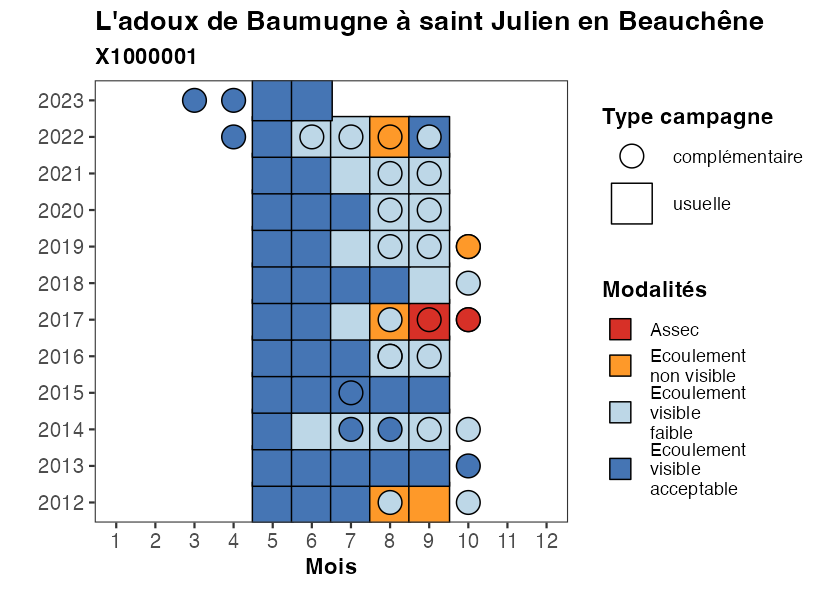 L'adoux de Baumugne à saint Julien en Beauchêne
X1000001
2023
2022
2021
2020
2019
2018
2017
2016
2015
2014
2013
2012
1 2 3 4 5 6 7 8 9 10 11 12
Mois
Type campagne
complémentaire
usuelle
Modalités
Assec
Ecoulement
non visible
Ecoulement
visible
faible
Ecoulement
visible
acceptable